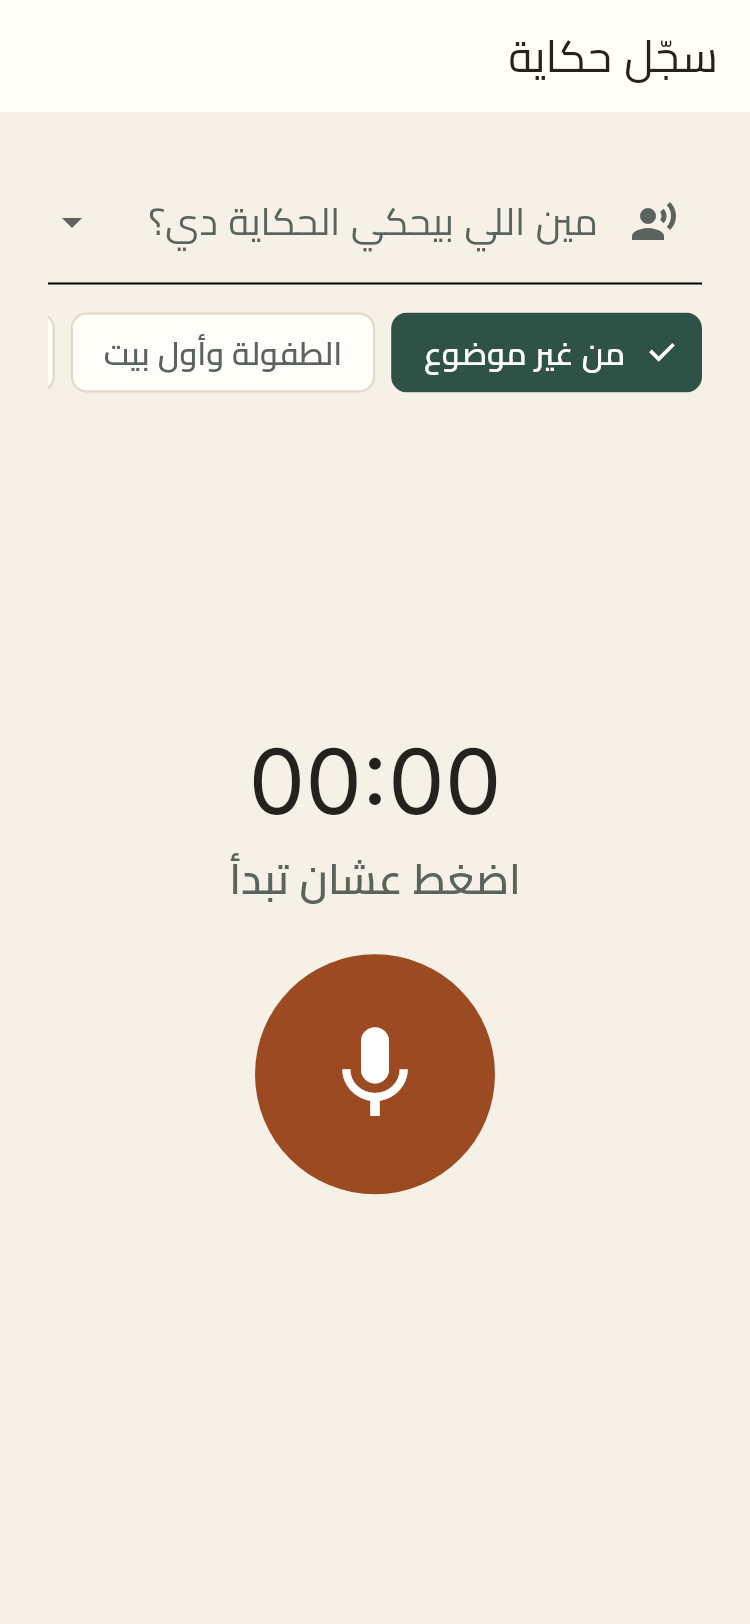 سجّل حكاية
مين اللي بيحكي الحكاية دي؟
من غير موضوع
الطفولة وأول بيت
00:00
اضغط عشان تبدأ